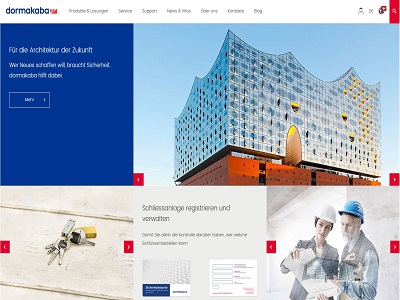 dormakaba
Produkte & Lösungen Service Support News & Infos Über uns Kontakte Blog DE
Für die Architektur der Zukunft
Wer Neues schaffen will, braucht Sicherheit.
dormakaba hilft dabei.
Mehr
Schliessanlage registrieren und
verwalten
Damit Sie allein die Kontrolle darüber haben, wer welche
Schlüssel bestellen kann.